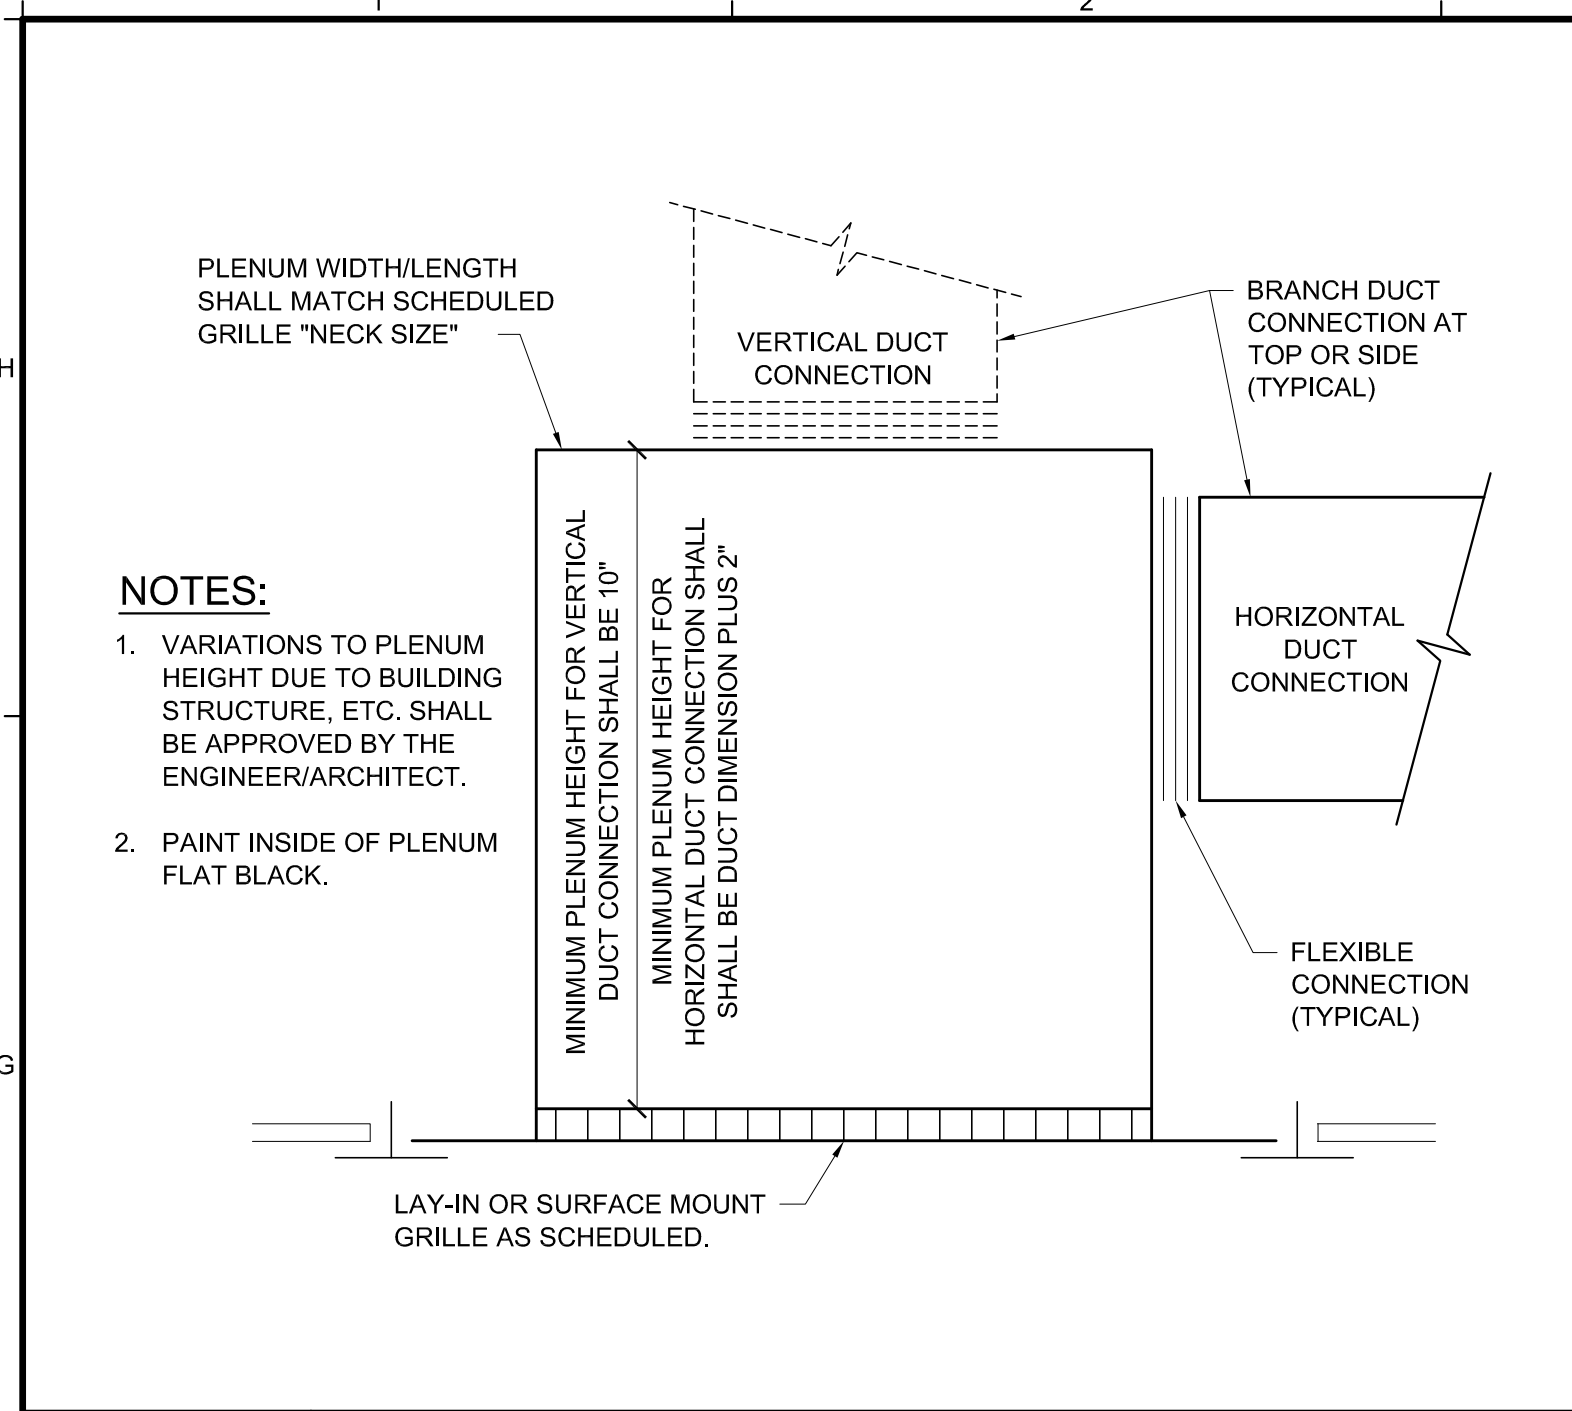 2
H
G
PLENUM WIDTH/LENGTH
SHALL MATCH SCHEDULED
GRILLE "NECK SIZE"
VERTICAL DUCT
CONNECTION
BRANCH DUCT
CONNECTION AT
TOP OR SIDE
(TYPICAL)
NOTES:
1. VARIATIONS TO PLENUM
HEIGHT DUE TO BUILDING
STRUCTURE, ETC. SHALL
BE APPROVED BY THE
ENGINEER/ARCHITECT.
2. PAINT INSIDE OF PLENUM
FLAT BLACK.
MINIMUM PLENUM HEIGHT FOR VERTICAL
DUCT CONNECTION SHALL BE 10"
MINIMUM PLENUM HEIGHT FOR
HORIZONTAL DUCT CONNECTION SHALL
SHALL BE DUCT DIMENSION PLUS 2"
HORIZONTAL
DUCT
CONNECTION
FLEXIBLE
CONNECTION
(TYPICAL)
LAY-IN OR SURFACE MOUNT
GRILLE AS SCHEDULED.